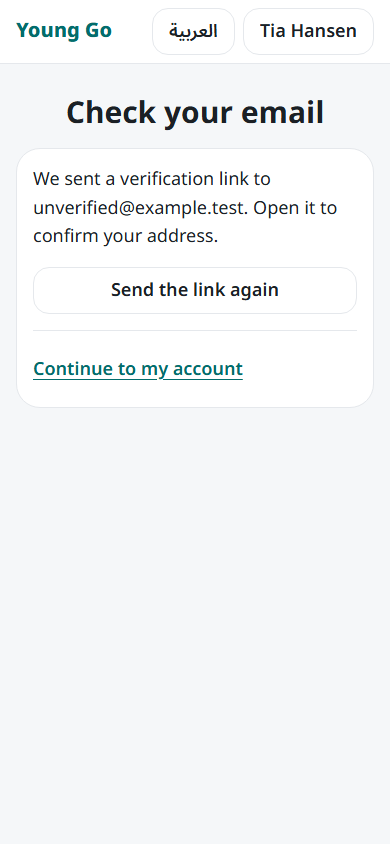 Young Go
العربية
Tia Hansen
Check your email
We sent a verification link to
unverified@example.test. Open it to
confirm your address.
Send the link again
Continue to my account